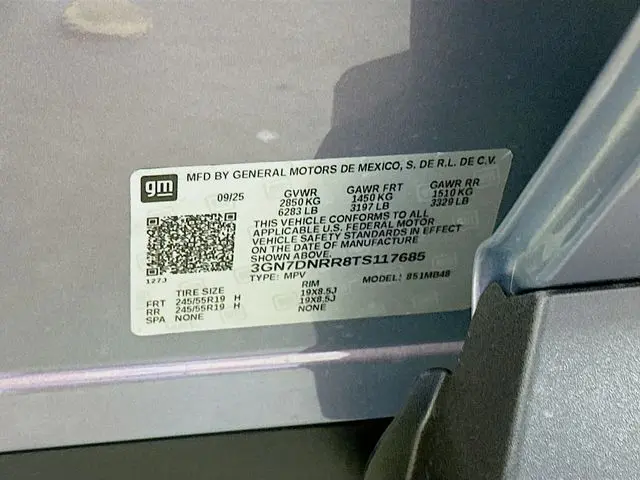 gm
MFD BY GENERAL MOTORS DE MEXICO, S. DE R.L. DE C.V.
09/25 GVWR GAWR FRT GAWR RR
2850 KG 1450 KG 1510 KG
6283 LB 3197 LB 3329 LB
THIS VEHICLE CONFORMS TO ALL
APPLICABLE U.S. FEDERAL MOTOR
VEHICLE SAFETY STANDARDS IN EFFECT
ON THE DATE OF MANUFACTURE
SHOWN ABOVE.
3GN7DNRR8TS117685
127J TYPE: MPV MODEL: 851MB48
TIRE SIZE RIM
FRT 245/55R19 H 19X8.5J
RR 245/55R19 H 19X8.5J
SPA NONE NONE